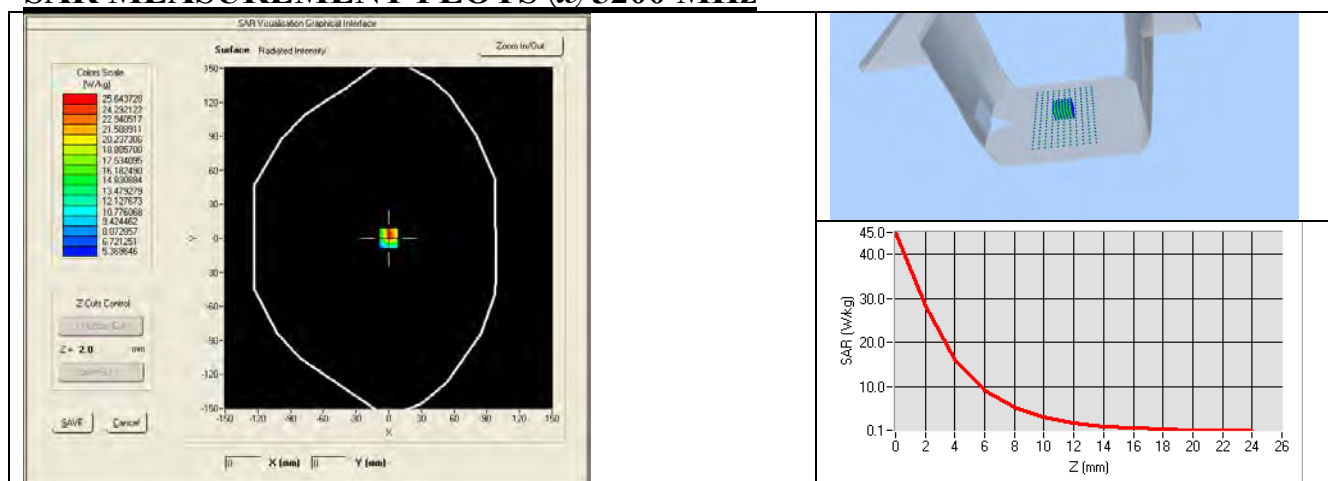 SAR MEASUREMENT PLOTS @ 5200 MHz
SAR Visualisation Graphical Interface
Surface Radiated Intensity
Zoom In/Out
Colors Scale
(W/kg)
25.643728
24.292122
22.940517
21.588911
20.237306
18.885700
17.534095
16.182490
14.830884
13.479279
12.127673
10.776068
9.424462
8.072857
6.721251
5.369646
150-
120-
90-
60-
30-
0-
-30-
-60-
-90-
-120-
-150-
Y
-150 -120 -90 -60 -30 0 30 60 90 120 150
X
Z Cuts Control
Z = 2.0 mm
SAVE
Cancel
0 X (mm) 0 Y (mm)
45.0-
40.0-
30.0-
20.0-
10.0-
0.1-
SAR (W/kg)
0 2 4 6 8 10 12 14 16 18 20 22 24 26
Z (mm)